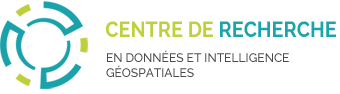 CENTRE DE RECHERCHE
EN DONNÉES ET INTELLIGENCE
GÉOSPATIALES